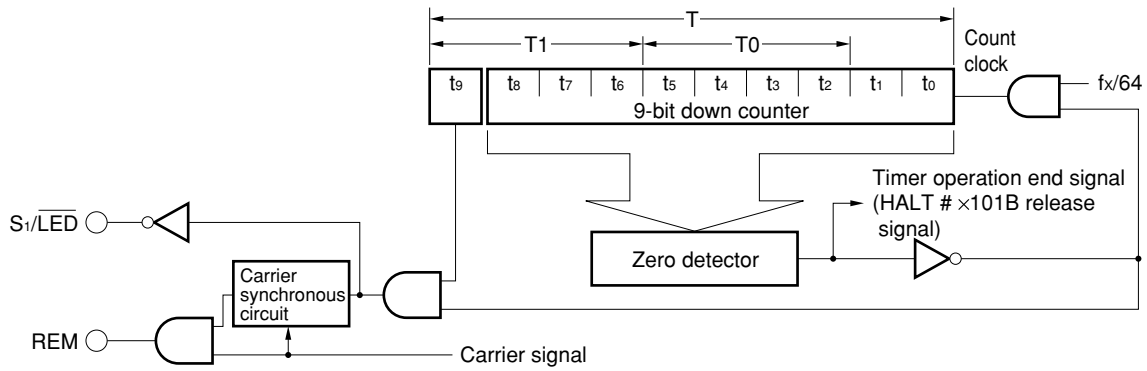 T
T1
T0
Count
clock
t9
t8
t7
t6
t5
t4
t3
t2
t1
t0
fx/64
9-bit down counter
Timer operation end signal
(HALT # ×101B release
signal)
S1/LED
Zero detector
Carrier
synchronous
circuit
REM
Carrier signal